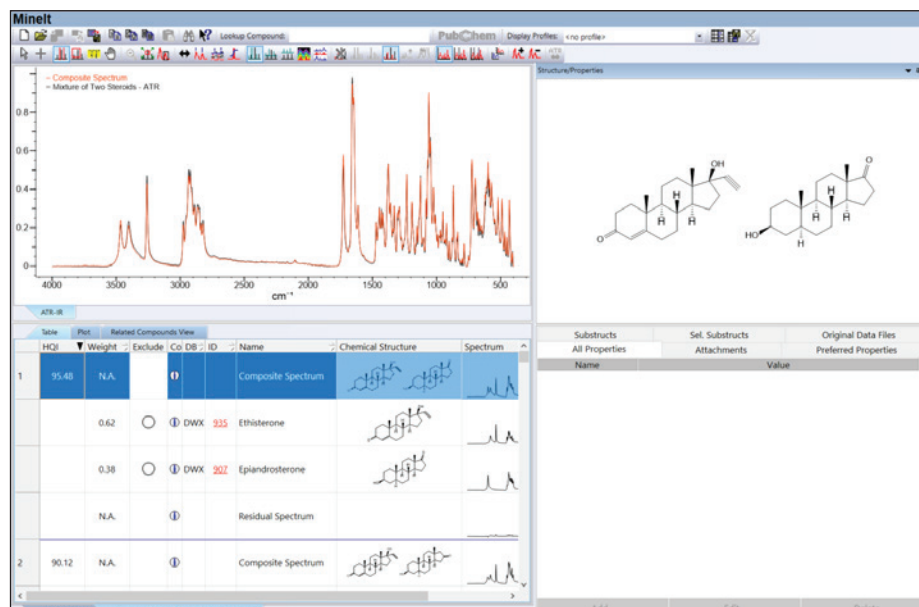 MineIt
Lookup Compound:
PubChem
Display Profiles: <no profile>
Composite Spectrum
Mixture of Two Steroids - ATR
0.8
0.6
0.4
0.2
0
4000 3500 3000 2500 2000 1500 1000 500
cm⁻¹
ATR-IR
Structure/Properties
OH
H
H
H
O
O
H
H
H
H
HO
Table Plot Related Compounds View
HQI Weight Exclude Co DB ID Name Chemical Structure Spectrum
1 95.48 N.A. Composite Spectrum
0.62 DWX 935 Ethisterone
0.38 DWX 907 Epiandrosterone
N.A. Residual Spectrum
2 90.12 N.A. Composite Spectrum
Substructs Sel. Substructs Original Data Files
All Properties Attachments Preferred Properties
Name Value